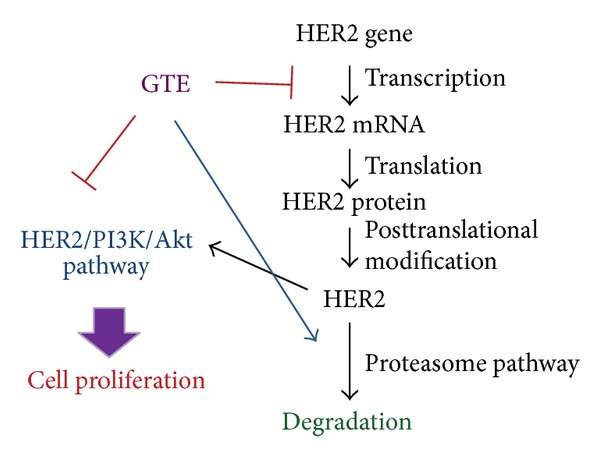 HER2 gene
GTE
Transcription
HER2 mRNA
Translation
HER2 protein
Posttranslational
modification
HER2/PI3K/Akt
pathway
HER2
Proteasome pathway
Cell proliferation
Degradation